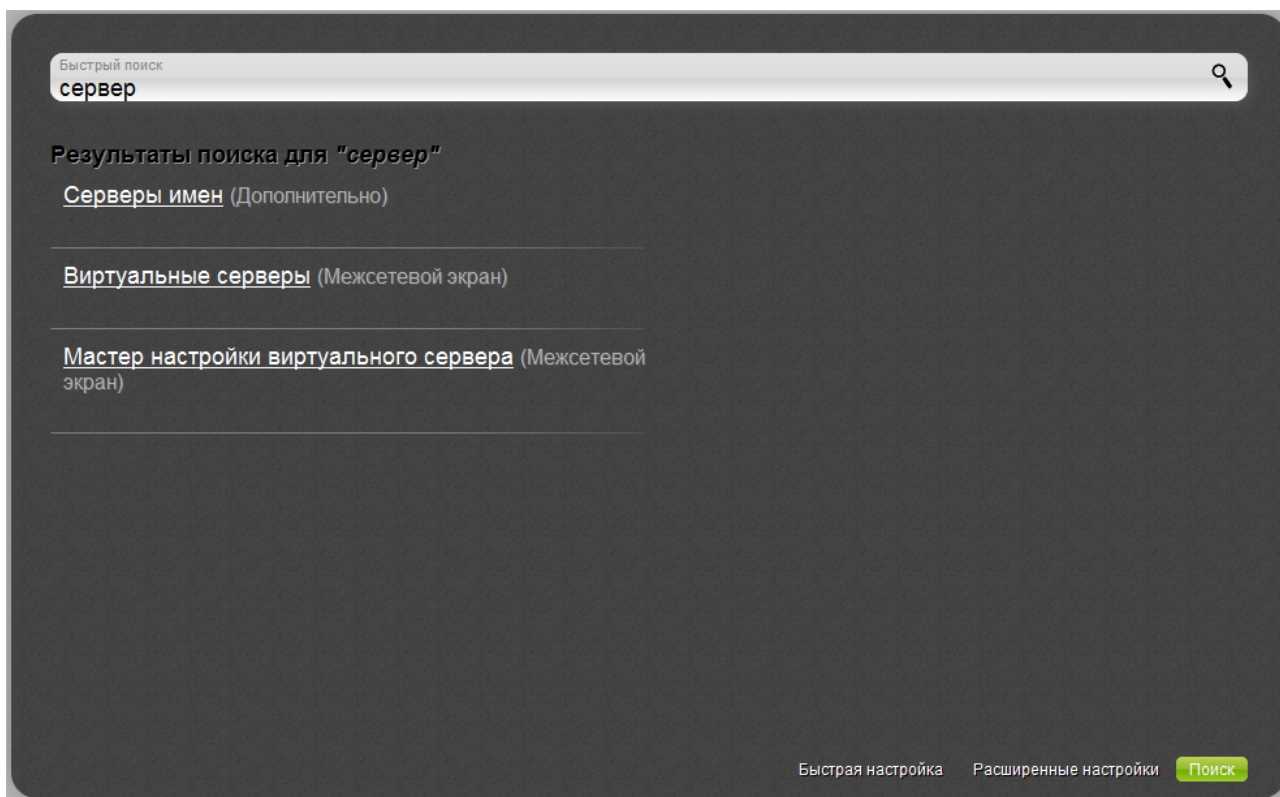 Быстрый поиск
сервер
Результаты поиска для "сервер"
Серверы имен (Дополнительно)
Виртуальные серверы (Межсетевой экран)
Мастер настройки виртуального сервера (Межсетевой
экран)
Быстрая настройка Расширенные настройки Поиск